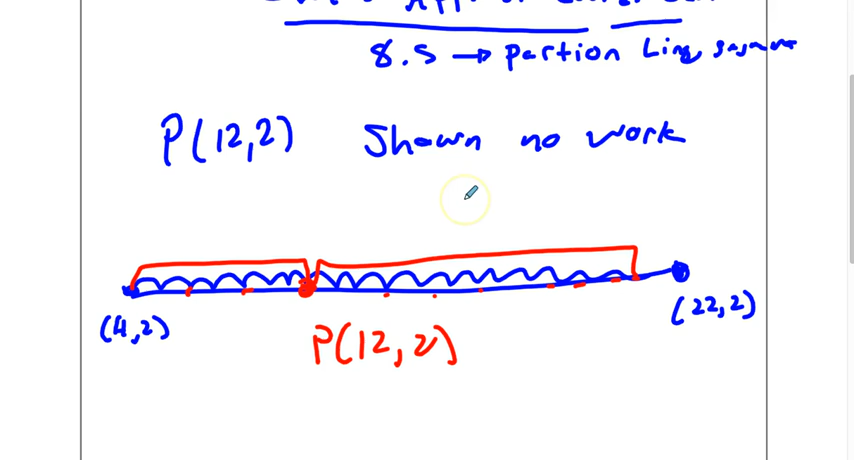 8.5 → partion Line
P(12,2) Shown no work
(4,2)
(22,2)
P(12,2)